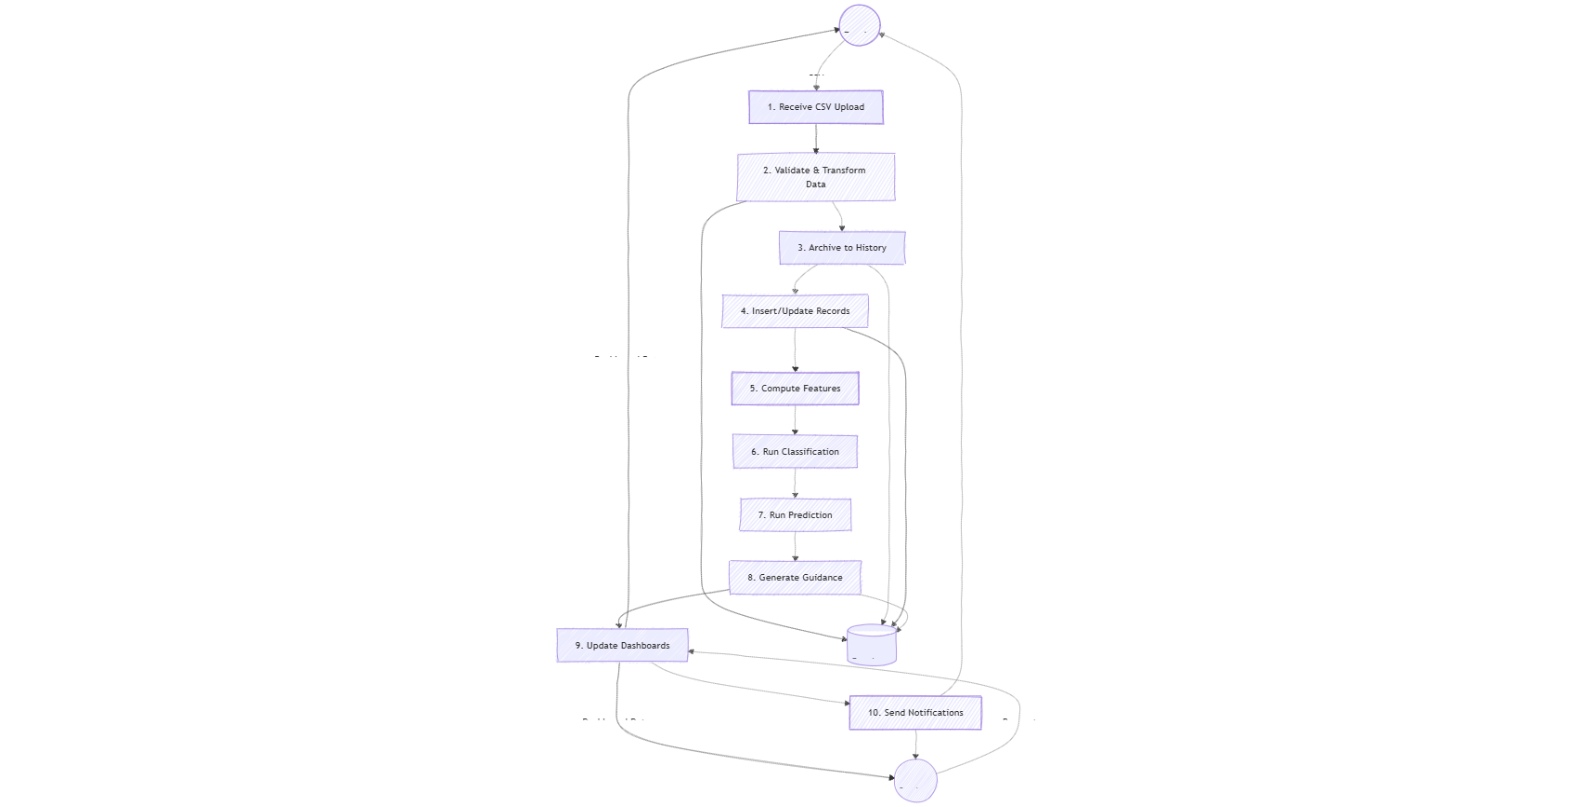 1. Receive CSV Upload
2. Validate & Transform
Data
3. Archive to History
4. Insert/Update Records
5. Compute Features
6. Run Classification
7. Run Prediction
8. Generate Guidance
9. Update Dashboards
10. Send Notifications